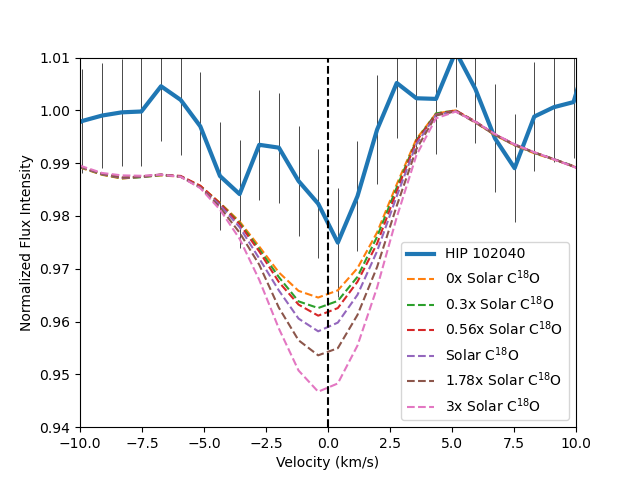 1.01
1.00
0.99
0.98
0.97
0.96
0.95
0.94
Normalized Flux Intensity
HIP 102040
0x Solar C¹⁸O
0.3x Solar C¹⁸O
0.56x Solar C¹⁸O
Solar C¹⁸O
1.78x Solar C¹⁸O
3x Solar C¹⁸O
−10.0 −7.5 −5.0 −2.5 0.0 2.5 5.0 7.5 10.0
Velocity (km/s)